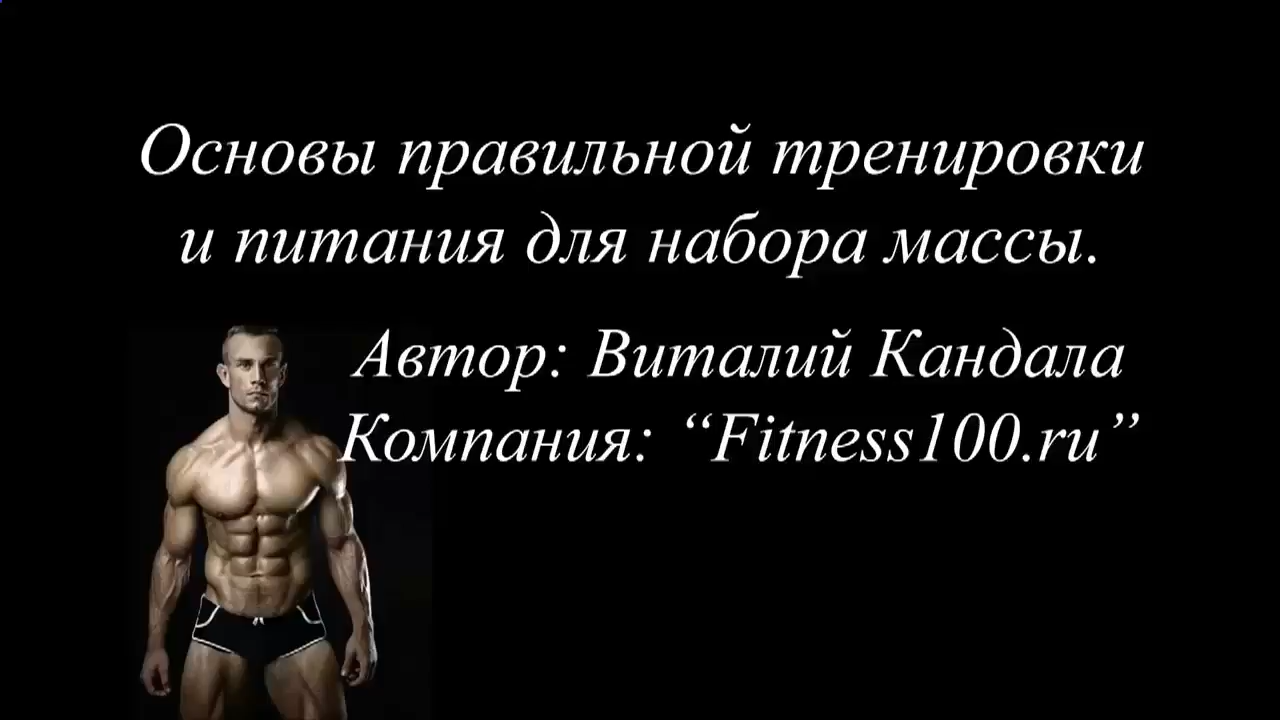 Основы правильной тренировки
и питания для набора массы.
Автор: Виталий Кандала
Компания: “Fitness100.ru”